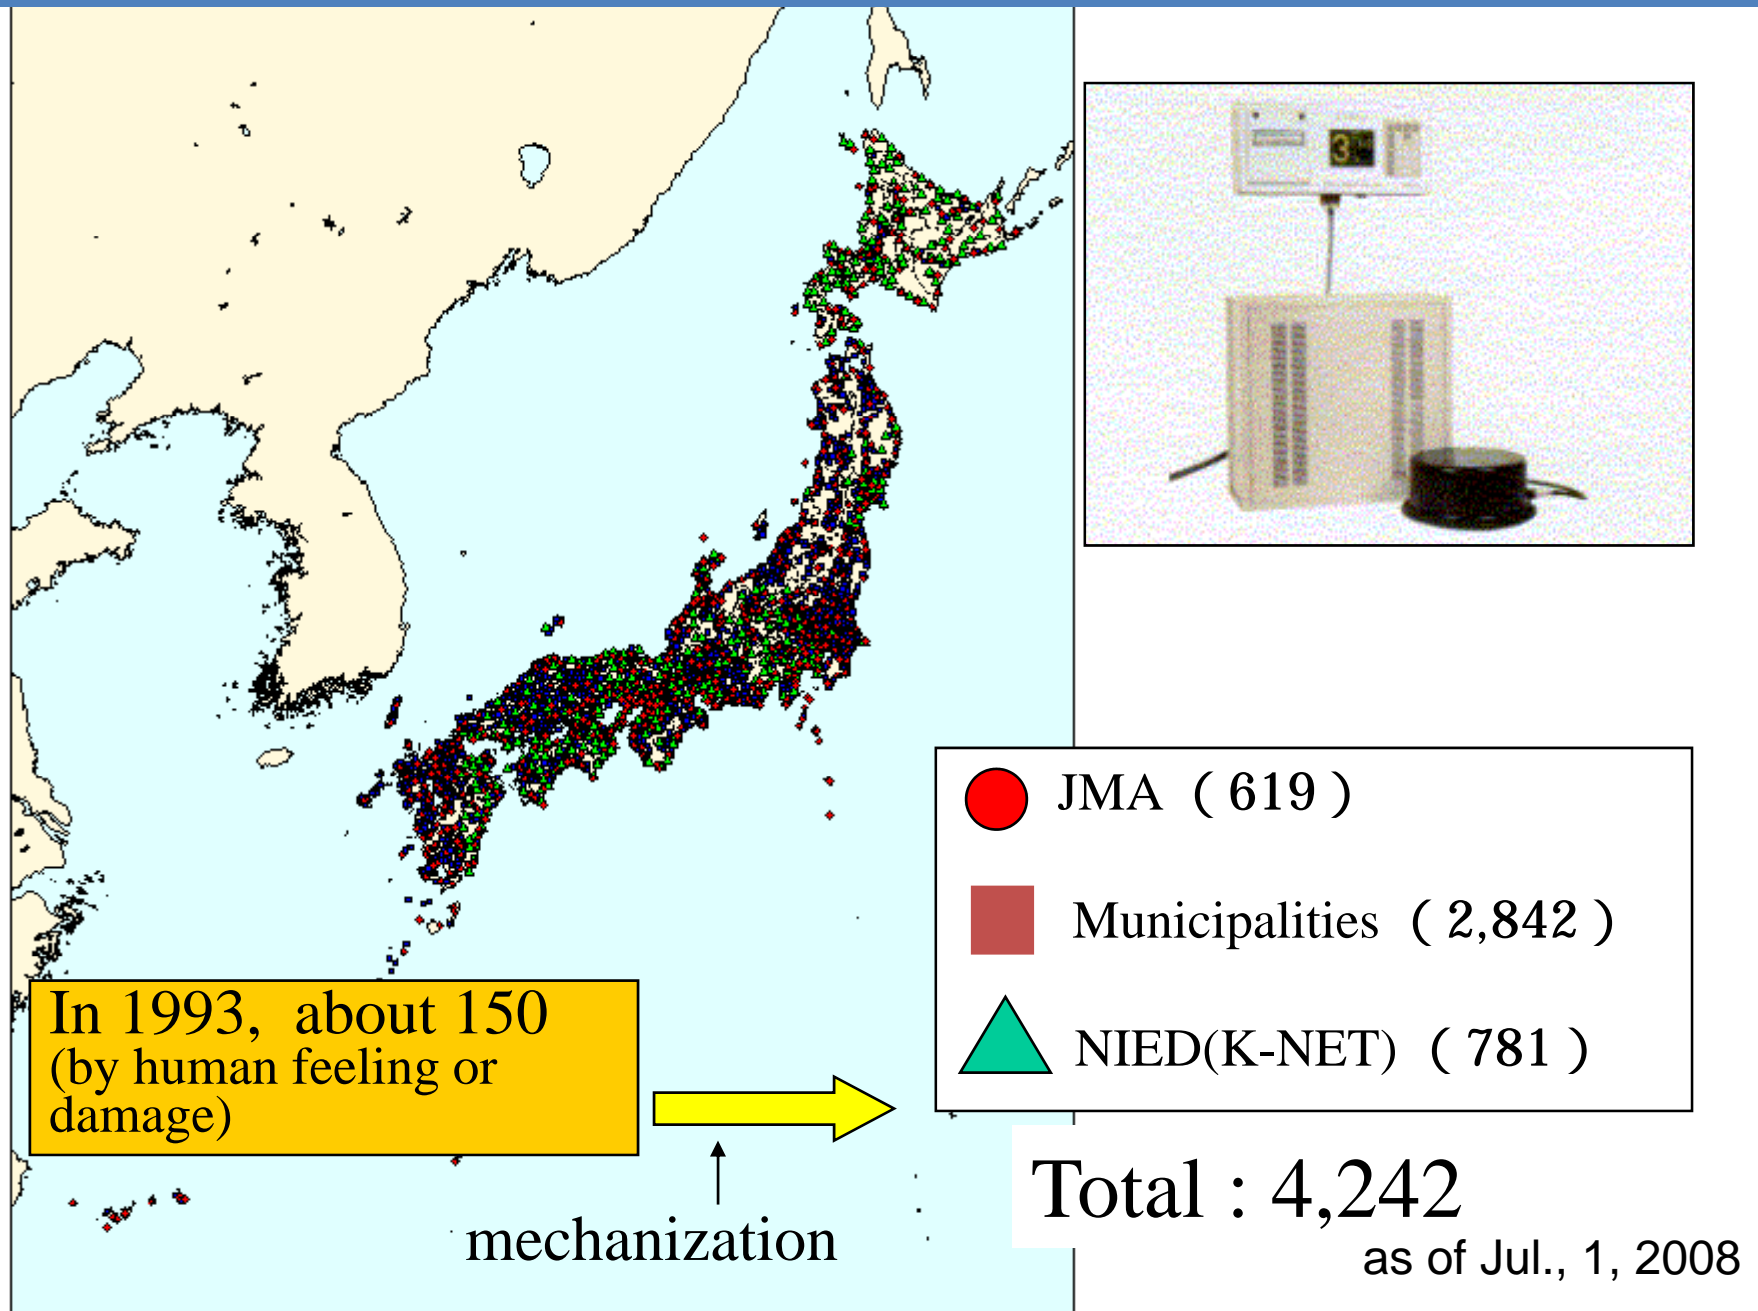 3
JMA （619）
Municipalities （2,842）
NIED(K-NET) （781）
In 1993, about 150
(by human feeling or
damage)
mechanization
Total : 4,242
as of Jul., 1, 2008